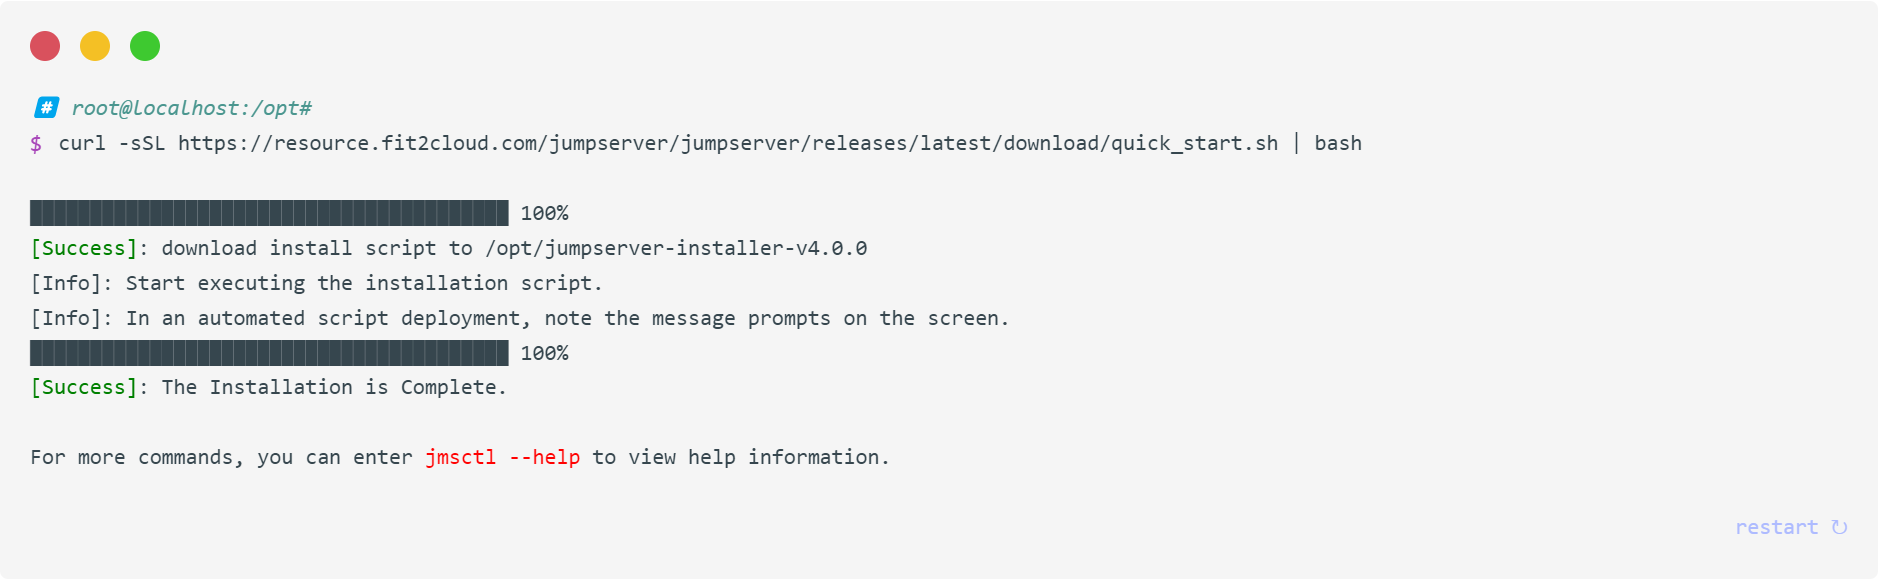 # root@localhost:/opt#
$ curl -sSL https://resource.fit2cloud.com/jumpserver/jumpserver/releases/latest/download/quick_start.sh | bash
████████████████████████████████████████ 100%
[Success]: download install script to /opt/jumpserver-installer-v4.0.0
[Info]: Start executing the installation script.
[Info]: In an automated script deployment, note the message prompts on the screen.
████████████████████████████████████████ 100%
[Success]: The Installation is Complete.
For more commands, you can enter jmsctl --help to view help information.
restart ↻